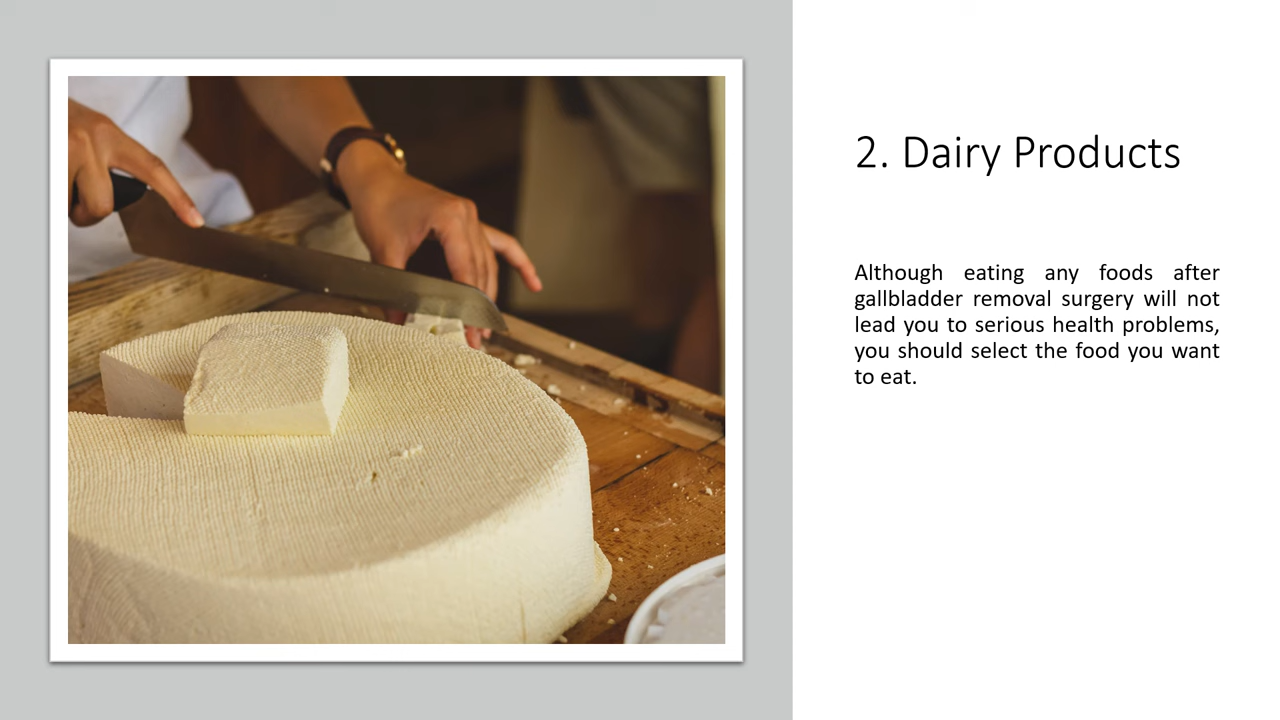 2. Dairy Products
Although eating any foods after
gallbladder removal surgery will not
lead you to serious health problems,
you should select the food you want
to eat.